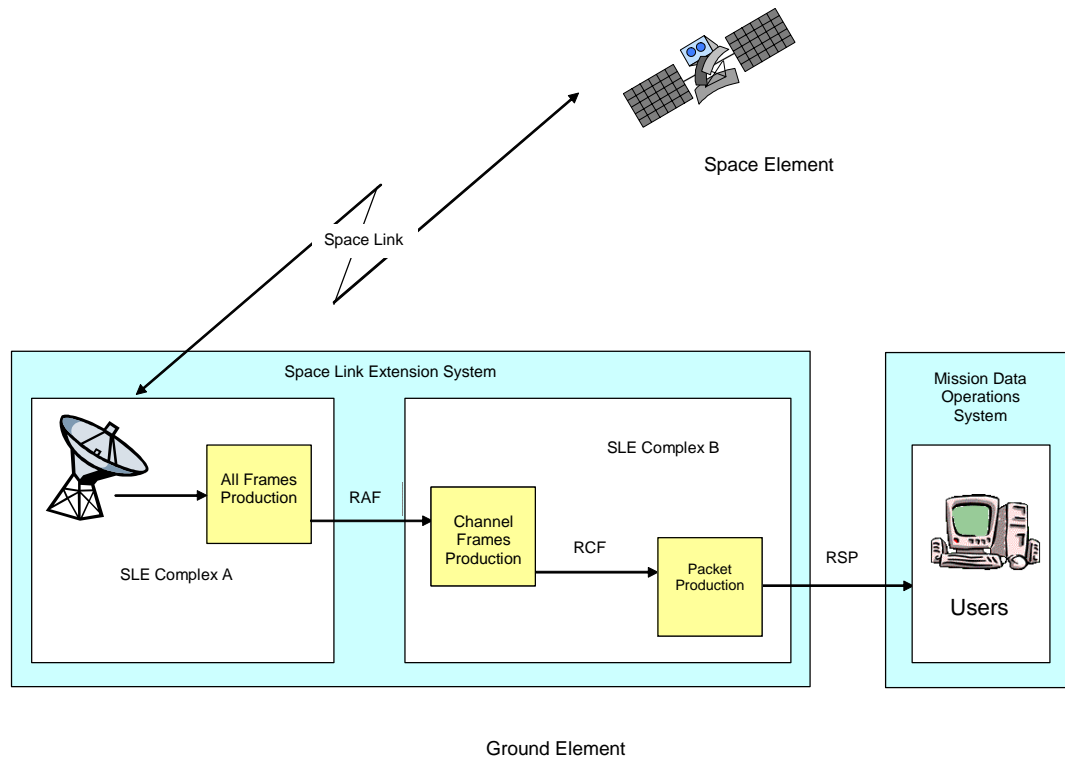 Space Element
Space Link
Space Link Extension System
Mission Data
Operations
System
SLE Complex B
All Frames
Production
RAF
Channel
Frames
Production
RCF
Packet
Production
RSP
SLE Complex A
Users
Ground Element